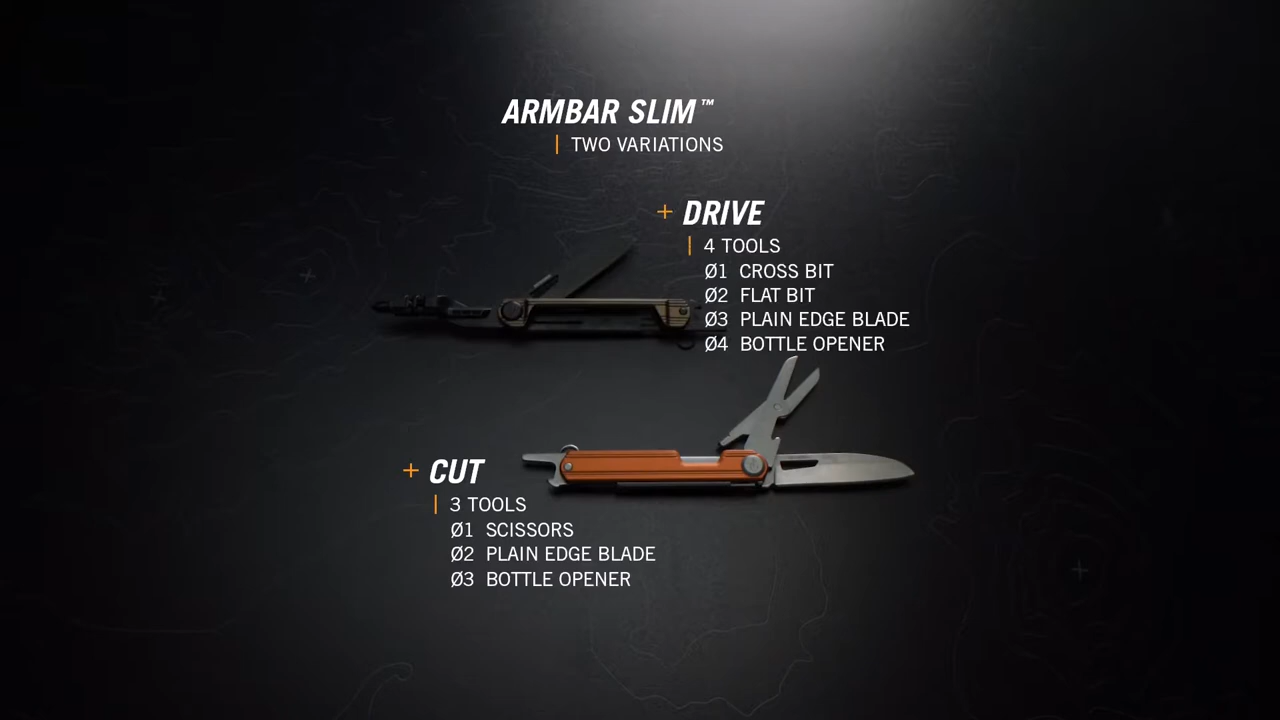 ARMBAR SLIM™
TWO VARIATIONS
+ DRIVE
4 TOOLS
Ø1 CROSS BIT
Ø2 FLAT BIT
Ø3 PLAIN EDGE BLADE
Ø4 BOTTLE OPENER
+ CUT
3 TOOLS
Ø1 SCISSORS
Ø2 PLAIN EDGE BLADE
Ø3 BOTTLE OPENER